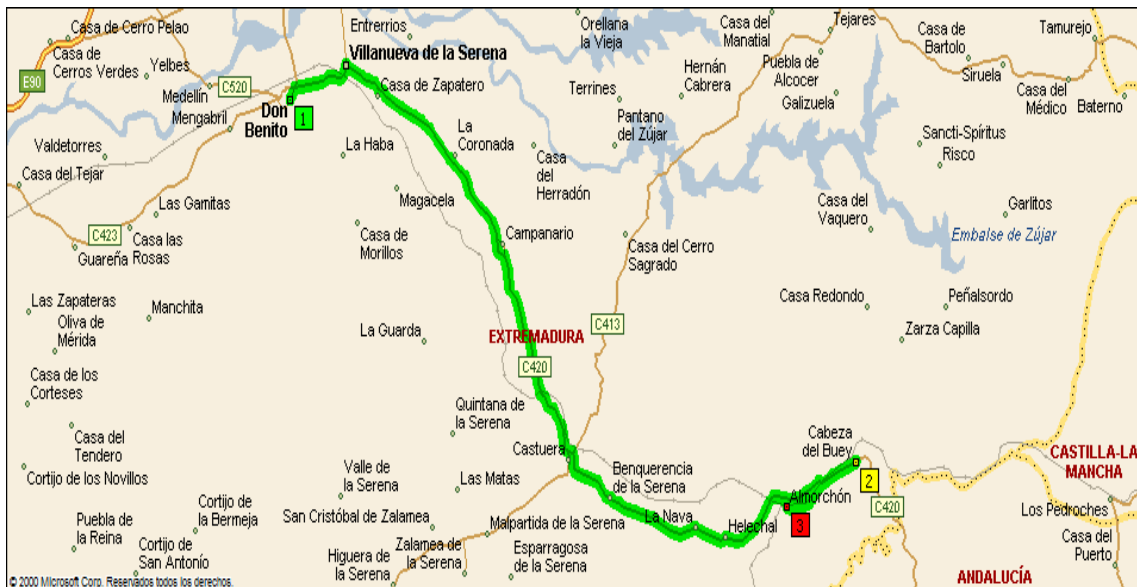 Casa de Cerro Pelao
Entrerrios
Orellana
la Vieja
Casa del
Manatial
Tejares
Casa de
Bartolo
Tamurejo
Casa de
Cerros Verdes
Yelbes
Villanueva de la Serena
Puebla de
Alcocer
Siruela
E90
C520
Casa de Zapatero
Terrines
Hernán
Cabrera
Galizuela
Casa del
Médico
Baterno
Medellín
Mengabril
Don
Benito
1
La
Coronada
Pantano
del Zújar
Sancti-Spíritus
Risco
Valdetorres
La Haba
Casa
del
Herradón
Casa del Tejar
Magacela
Casa del
Vaquero
Garlitos
Las Gamitas
Casa de
Morillos
Campanario
Casa del Cerro
Sagrado
Embalse de Zújar
C423
Casa las
Rosas
Guareña
Las Zapateras
Oliva de
Mérida
Manchita
La Guarda
EXTREMADURA
C413
Casa Redondo
Peñalsordo
Zarza Capilla
C420
Casa de los
Corteses
Quintana de
la Serena
Casa del
Tendero
Castuera
Cabeza
del Buey
CASTILLA-LA
MANCHA
Cortijo de los Novillos
Valle de
la Serena
Las Matas
Benquerencia
de la Serena
2
Almorchón
C420
Los Pedroches
Cortijo de
la Berneja
San Cristóbal de Zalamea
Malpartida de la Serena
La Nava
Helechal
3
Puebla de
la Reina
Cortijo de
San Antonio
Higuera de
la Serena
Zalamea de
la Serena
Esparragosa
de la Serena
Casa del
Puerto
ANDALUCÍA
© 2000 Microsoft Corp. Reservados todos los derechos.